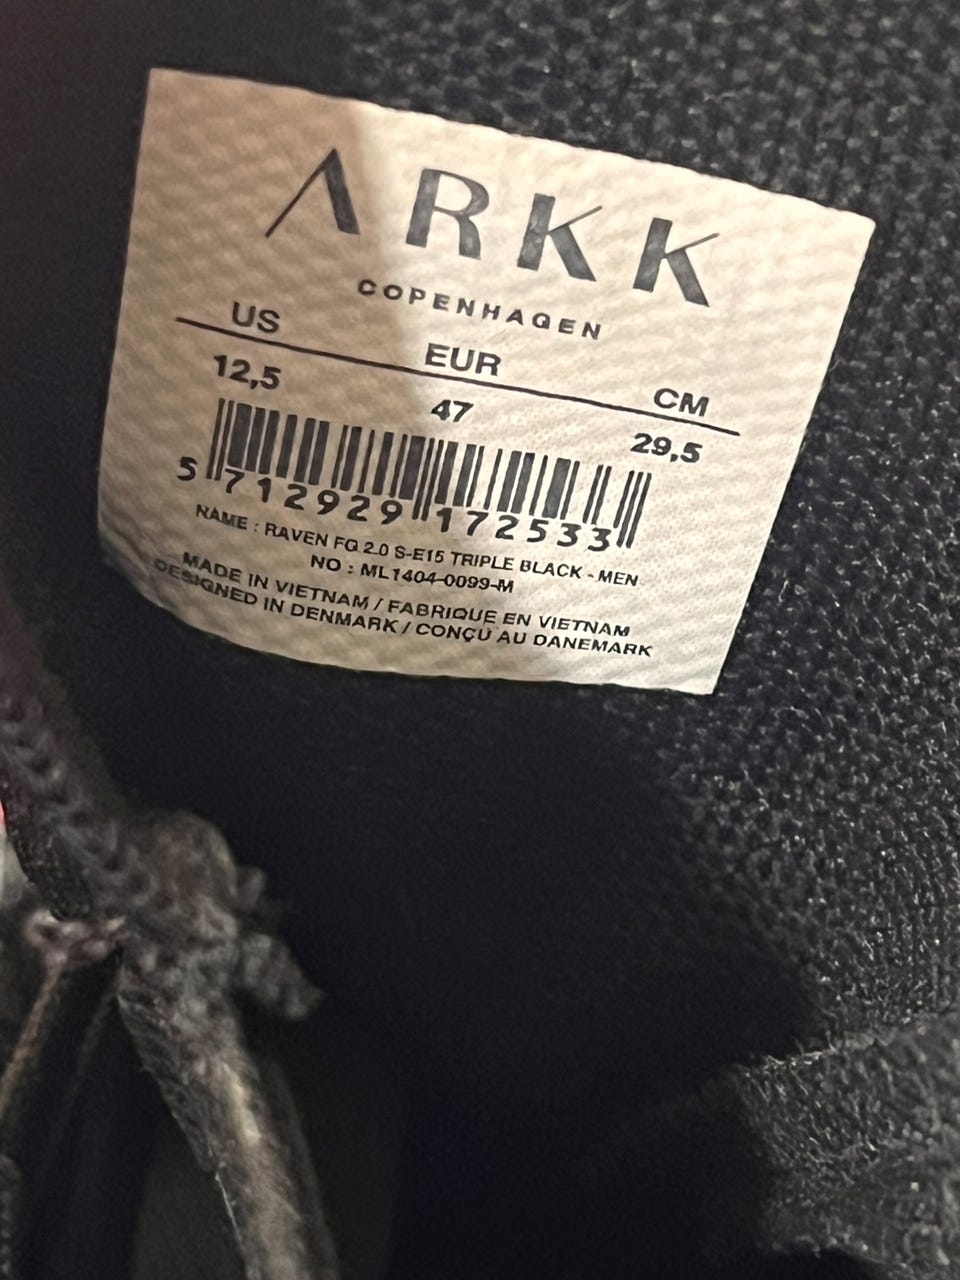 ARKK
COPENHAGEN
US EUR CM
12,5 47 29,5
5 712929 172533
NAME : RAVEN FG 2.0 S-E15 TRIPLE BLACK - MEN
NO : ML1404-0099-M
MADE IN VIETNAM / FABRIQUE EN VIETNAM
DESIGNED IN DENMARK / CONÇU AU DANEMARK